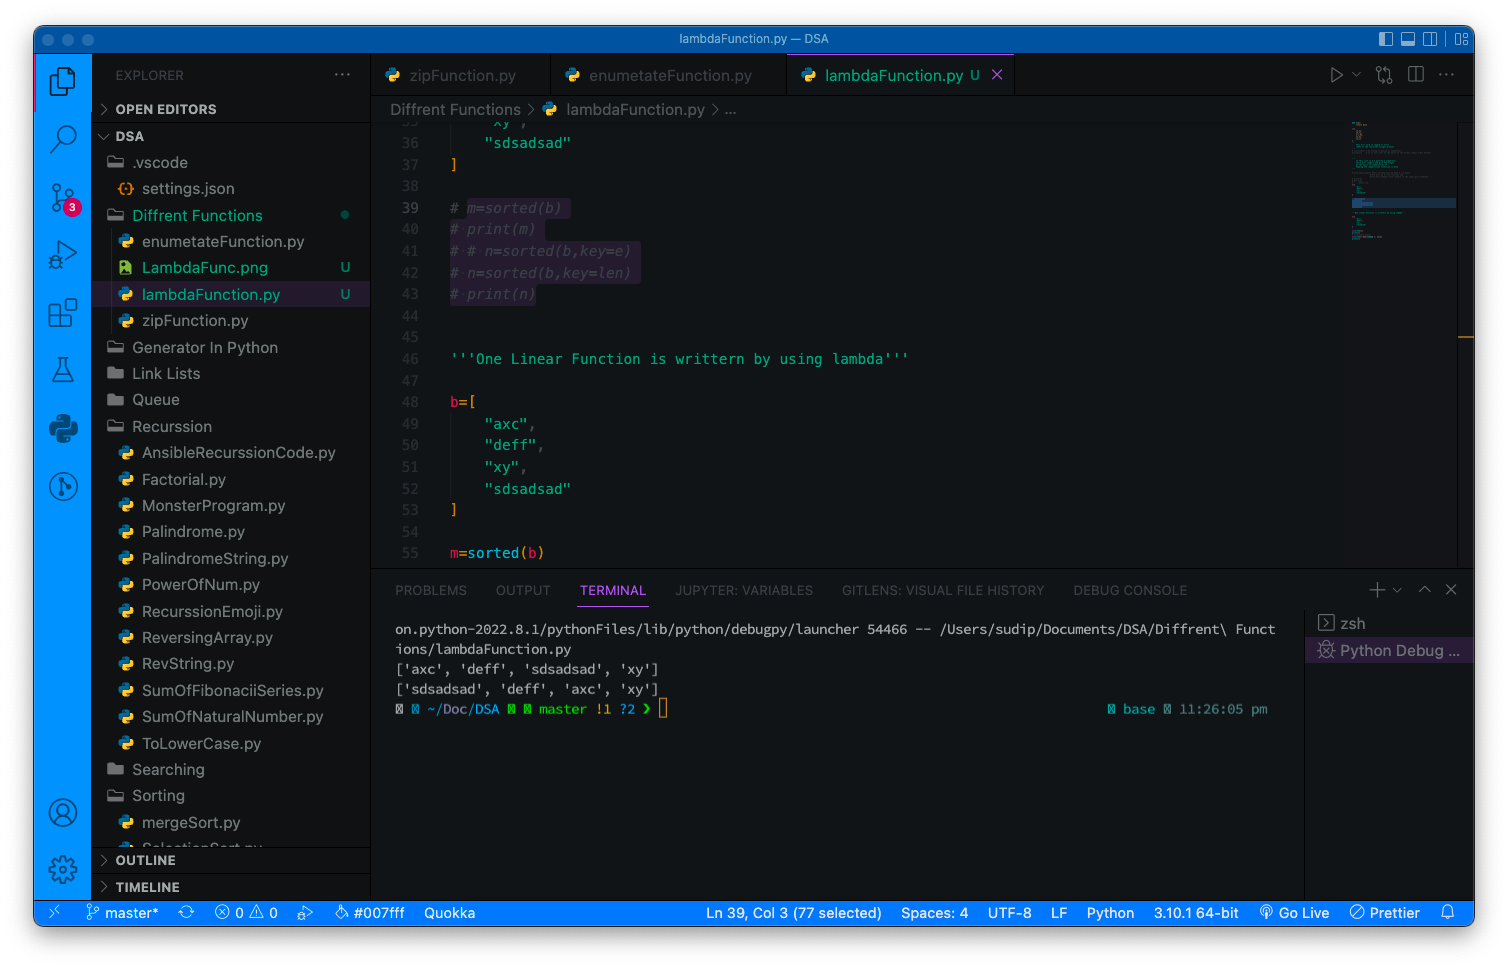 lambdaFunction.py — DSA
EXPLORER
OPEN EDITORS
DSA
.vscode
settings.json
Diffrent Functions
enumetateFunction.py
LambdaFunc.png U
lambdaFunction.py U
zipFunction.py
Generator In Python
Link Lists
Queue
Recurssion
AnsibleRecurssionCode.py
Factorial.py
MonsterProgram.py
Palindrome.py
PalindromeString.py
PowerOfNum.py
RecurssionEmoji.py
ReversingArray.py
RevString.py
SumOfFibonaciiSeries.py
SumOfNaturalNumber.py
ToLowerCase.py
Searching
Sorting
mergeSort.py
SelectionSort.py
OUTLINE
TIMELINE
3
zipFunction.py enumetateFunction.py lambdaFunction.py U
Diffrent Functions > lambdaFunction.py > ...
35 "xy",
36 "sdsadsad"
37 ]
38
39 # m=sorted(b)
40 # print(m)
41 # # n=sorted(b,key=e)
42 # n=sorted(b,key=len)
43 # print(n)
44
45
46 '''One Linear Function is writtern by using lambda'''
47
48 b=[
49 "axc",
50 "deff",
51 "xy",
52 "sdsadsad"
53 ]
54
55 m=sorted(b)
PROBLEMS OUTPUT TERMINAL JUPYTER: VARIABLES GITLENS: VISUAL FILE HISTORY DEBUG CONSOLE
on.python-2022.8.1/pythonFiles/lib/python/debugpy/launcher 54466 -- /Users/sudip/Documents/DSA/Diffrent\ Funct
ions/lambdaFunction.py
['axc', 'deff', 'sdsadsad', 'xy']
['sdsadsad', 'deff', 'axc', 'xy']
~/Doc/DSA master !1 ?2 ❯ base 11:26:05 pm
zsh
Python Debug ...
master* 0 0 #007fff Quokka Ln 39, Col 3 (77 selected) Spaces: 4 UTF-8 LF Python 3.10.1 64-bit Go Live Prettier